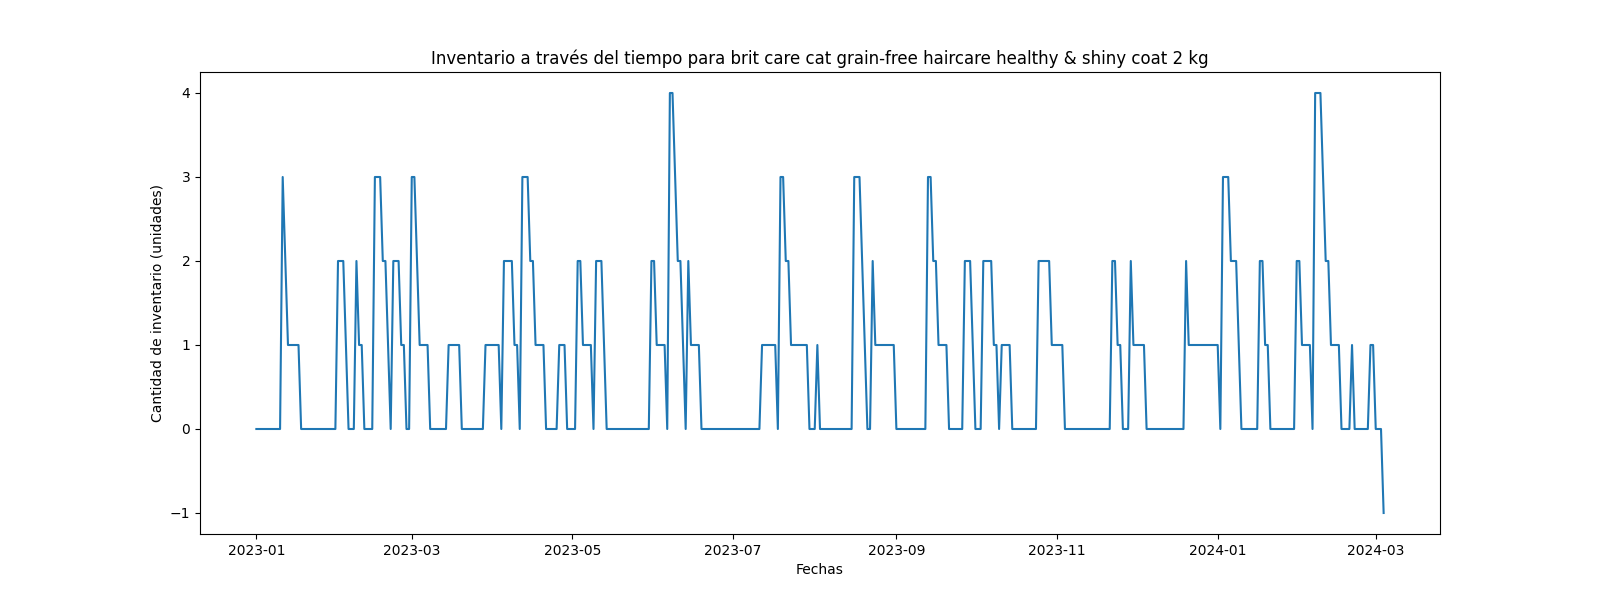 Inventario a través del tiempo para brit care cat grain-free haircare healthy & shiny coat 2 kg
Cantidad de inventario (unidades)
4
3
2
1
0
−1
2023-01 2023-03 2023-05 2023-07 2023-09 2023-11 2024-01 2024-03
Fechas